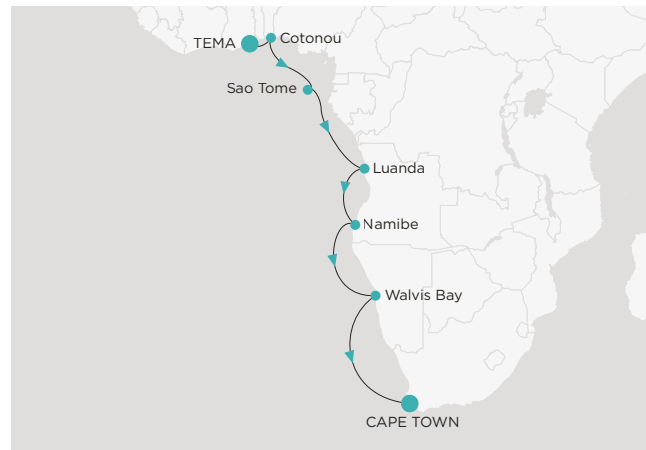 TEMA
Cotonou
Sao Tome
Luanda
Namibe
Walvis Bay
CAPE TOWN